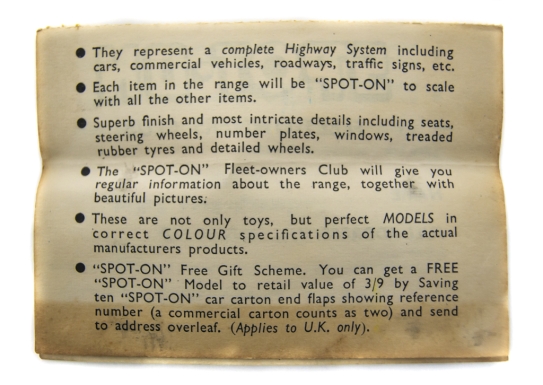 ● They represent a complete Highway System including
cars, commercial vehicles, roadways, traffic signs, etc.
● Each item in the range will be "SPOT-ON" to scale
with all the other items.
● Superb finish and most intricate details including seats,
steering wheels, number plates, windows, treaded
rubber tyres and detailed wheels.
● The "SPOT-ON" Fleet-owners Club will give you
regular information about the range, together with
beautiful pictures.
● These are not only toys, but perfect MODELS in
correct COLOUR specifications of the actual
manufacturers products.
● "SPOT-ON" Free Gift Scheme. You can get a FREE
"SPOT-ON" Model to retail value of 3/9 by Saving
ten "SPOT-ON" car carton end flaps showing reference
number (a commercial carton counts as two) and send
to address overleaf. (Applies to U.K. only).